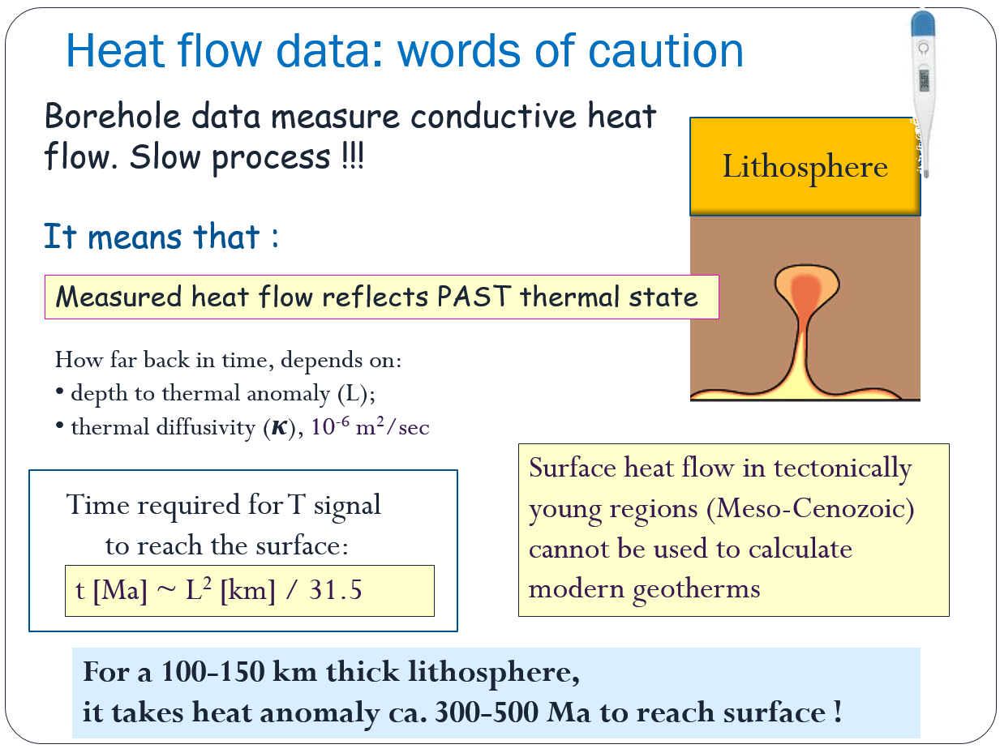 Heat flow data: words of caution
Borehole data measure conductive heat
flow. Slow process !!!
Lithosphere
It means that :
Measured heat flow reflects PAST thermal state
How far back in time, depends on:
• depth to thermal anomaly (L);
• thermal diffusivity (κ), 10⁻⁶ m²/sec
Time required for T signal
to reach the surface:
t [Ma] ~ L² [km] / 31.5
Surface heat flow in tectonically
young regions (Meso-Cenozoic)
cannot be used to calculate
modern geotherms
For a 100-150 km thick lithosphere,
it takes heat anomaly ca. 300-500 Ma to reach surface !